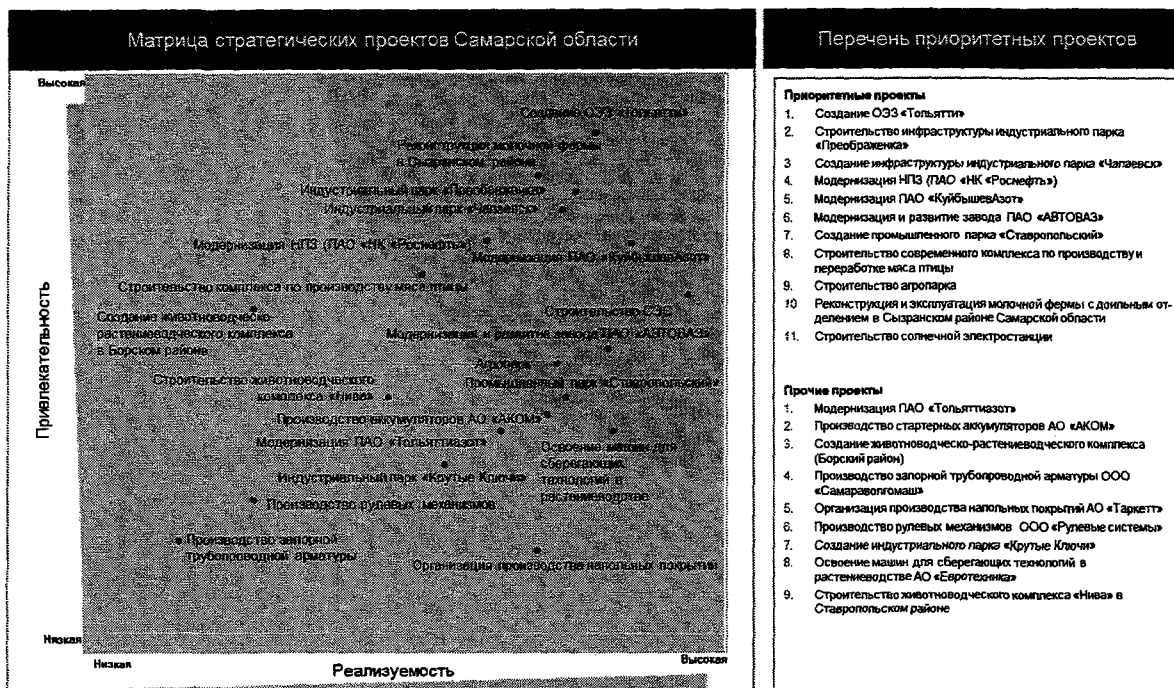 Матрица стратегических проектов Самарской области
Высокая
Создание ОЭЗ «Тольятти»
Реконструкция молочной фермы
в Сызранском районе
Индустриальный парк «Преображенка»
Индустриальный парк «Чапаевск»
Модернизация НПЗ (ПАО «НК «Роснефть»)
Модернизация ПАО «КуйбышевАзот»
Строительство комплекса по производству мяса птицы
Строительство СЭС
Создание животноводческо-
растениеводческого комплекса
в Борском районе
Модернизация и развитие завода ПАО «АВТОВАЗ»
Агропарк
Промышленный парк «Ставропольский»
Строительство животноводческого
комплекса «Нива»
Производство аккумуляторов АО «АКОМ»
Модернизация ПАО «Тольяттиазот»
Освоение машин для
сберегающих
технологий в
растениеводстве
Индустриальный парк «Крутые Ключи»
Производство рулевых механизмов
Производство запорной
трубопроводной арматуры
Организация производства напольных покрытий
Привлекательность
Низкая
Низкая
Реализуемость
Высокая
Перечень приоритетных проектов
Приоритетные проекты
1. Создание ОЭЗ «Тольятти»
2. Строительство инфраструктуры индустриального парка
«Преображенка»
3 Создание инфраструктуры индустриального парка «Чапаевск»
4. Модернизация НПЗ (ПАО «НК «Роснефть»)
5. Модернизация ПАО «КуйбышевАзот»
6. Модернизация и развитие завода ПАО «АВТОВАЗ»
7. Создание промышленного парка «Ставропольский»
8. Строительство современного комплекса по производству и
переработке мяса птицы
9. Строительство агропарка
10 Реконструкция и эксплуатация молочной фермы с доильным от-
делением в Сызранском районе Самарской области
11. Строительство солнечной электростанции
Прочие проекты
1. Модернизация ПАО «Тольяттиазот»
2. Производство стартерных аккумуляторов АО «АКОМ»
3. Создание животноводческо-растениеводческого комплекса
(Борский район)
4. Производство запорной трубопроводной арматуры ООО
«Самараволгомаш»
5. Организация производства напольных покрытий АО «Таркетт»
6. Производство рулевых механизмов ООО «Рулевые системы»
7. Создание индустриального парка «Крутые Ключи»
8. Освоение машин для сберегающих технологий в
растениеводстве АО «Евротехника»
9. Строительство животноводческого комплекса «Нива» в
Ставропольском районе